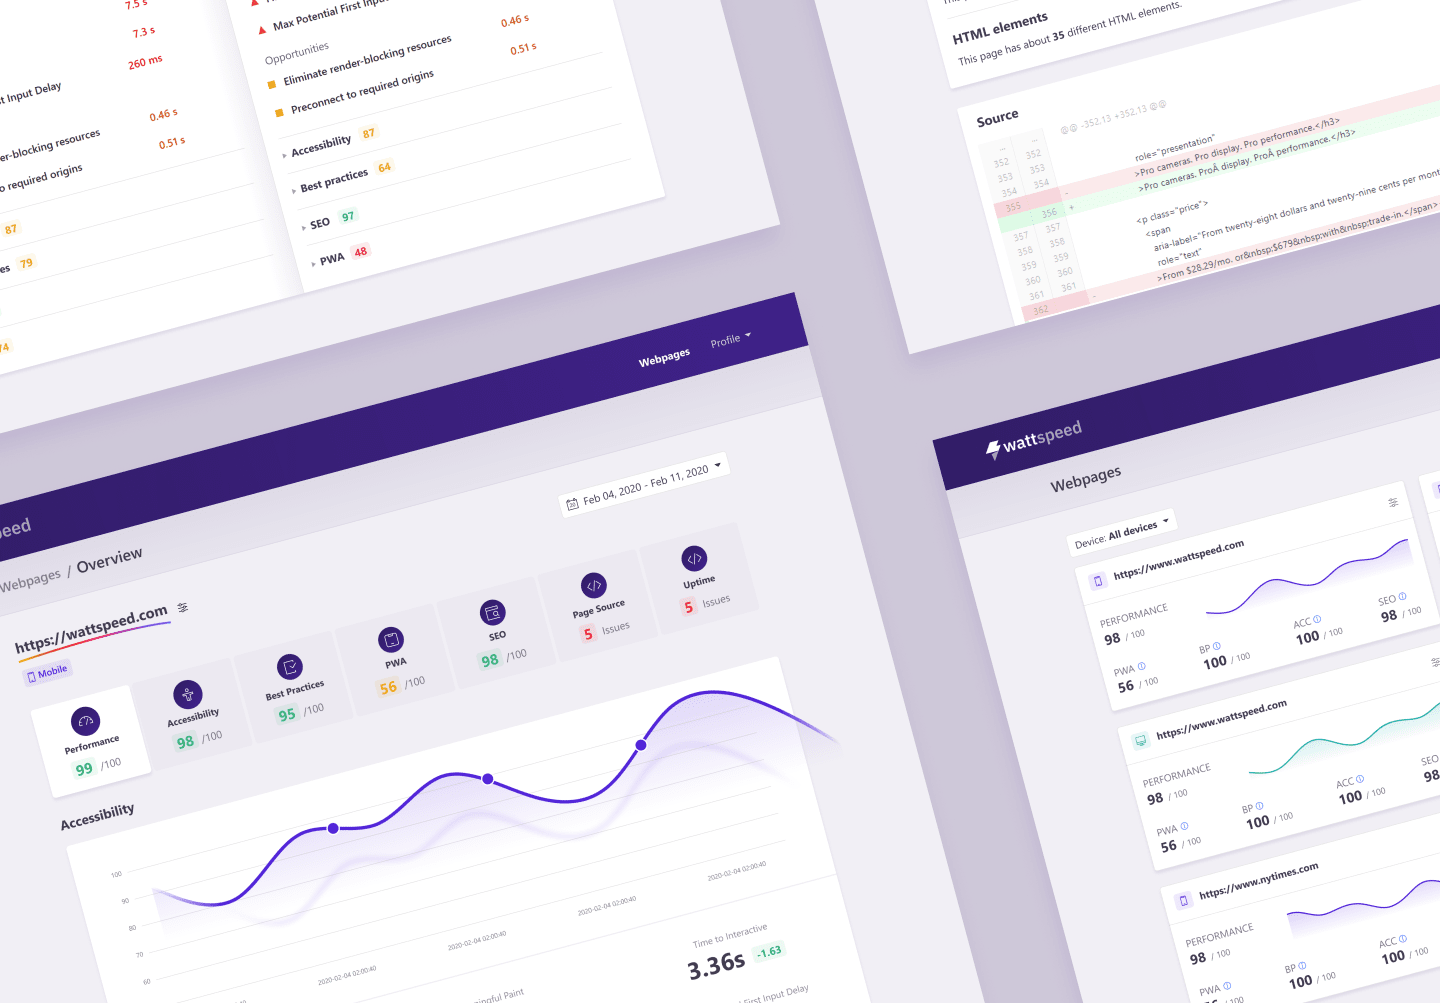 7.5 s
7.3 s
260 ms
Input Delay
0.46 s
blocking resources
0.51 s
required origins
87
79
Max Potential First Input
Opportunities
Eliminate render-blocking resources
0.46 s
Preconnect to required origins
0.51 s
Accessibility 87
Best practices 64
SEO 97
PWA 48
HTML elements
This page has about 35 different HTML elements.
Source
@@ -352,13 +352,13 @@
... ...
352 352 role="presentation"
353 353
354 354
355 - >Pro cameras. Pro display. Pro performance.</h3>
356 + >Pro cameras. ProÂ display. ProÂ performance.</h3>
357 357
358 358 <p class="price">
359 359 <span
360 360 aria-label="From twenty-eight dollars and twenty-nine cents per mont
361 361 role="text"
362 - >From $28.29/mo. or&nbsp;$679&nbsp;with&nbsp;trade-in.</span>
Webpages Profile
Webpages / Overview
Feb 04, 2020 - Feb 11, 2020
https://wattspeed.com
Mobile
Performance
99 /100
Accessibility
98 /100
Best Practices
95 /100
PWA
56 /100
SEO
98 /100
Page Source
5 Issues
Uptime
5 Issues
Accessibility
100
90
80
70
60
2020-02-04 02:00:40
2020-02-04 02:00:40
2020-02-04 02:00:40
2020-02-04 02:00:40
Time to Interactive
3.36s -1.63
Paint
First Input Delay
wattspeed
Webpages
Device: All devices
https://www.wattspeed.com
PERFORMANCE
98 / 100
PWA
56 / 100
BP
100 / 100
ACC
100 / 100
SEO
98 / 100
https://www.wattspeed.com
PERFORMANCE
98 / 100
PWA
56 / 100
BP
100 / 100
ACC
100 / 100
SEO
98
https://www.nytimes.com
PERFORMANCE
98 / 100
PWA
BP
100 / 100
ACC
100 / 100